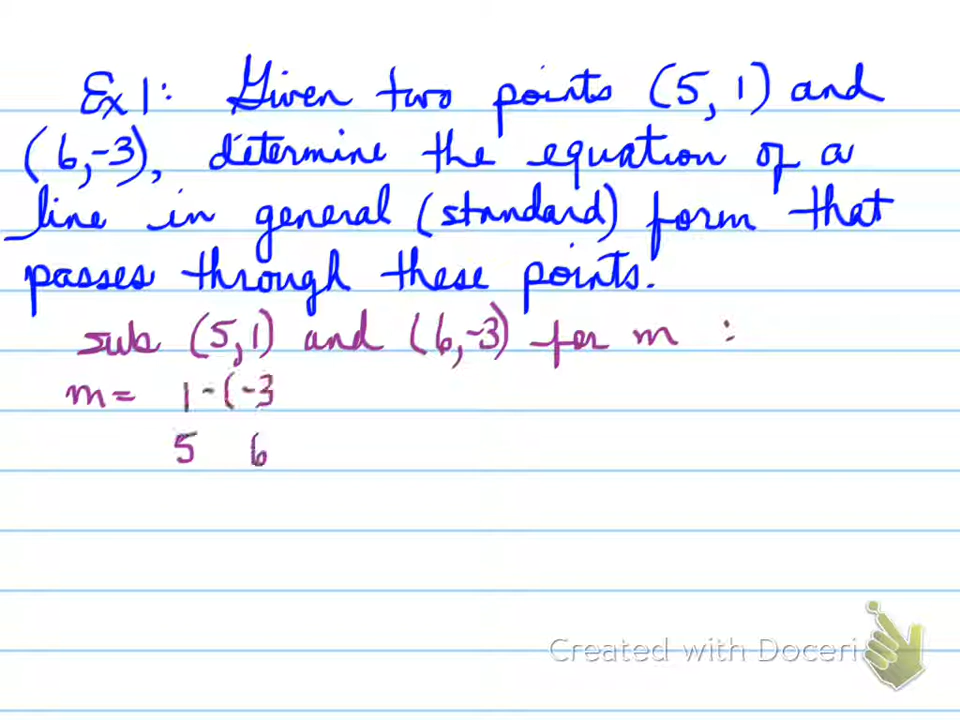 Ex 1: Given two points (5, 1) and
(6,-3), determine the equation of a
line in general (standard) form that
passes through these points.
sub (5,1) and (6,-3) for m :
m = 1-(-3
5 6
Created with Doceri